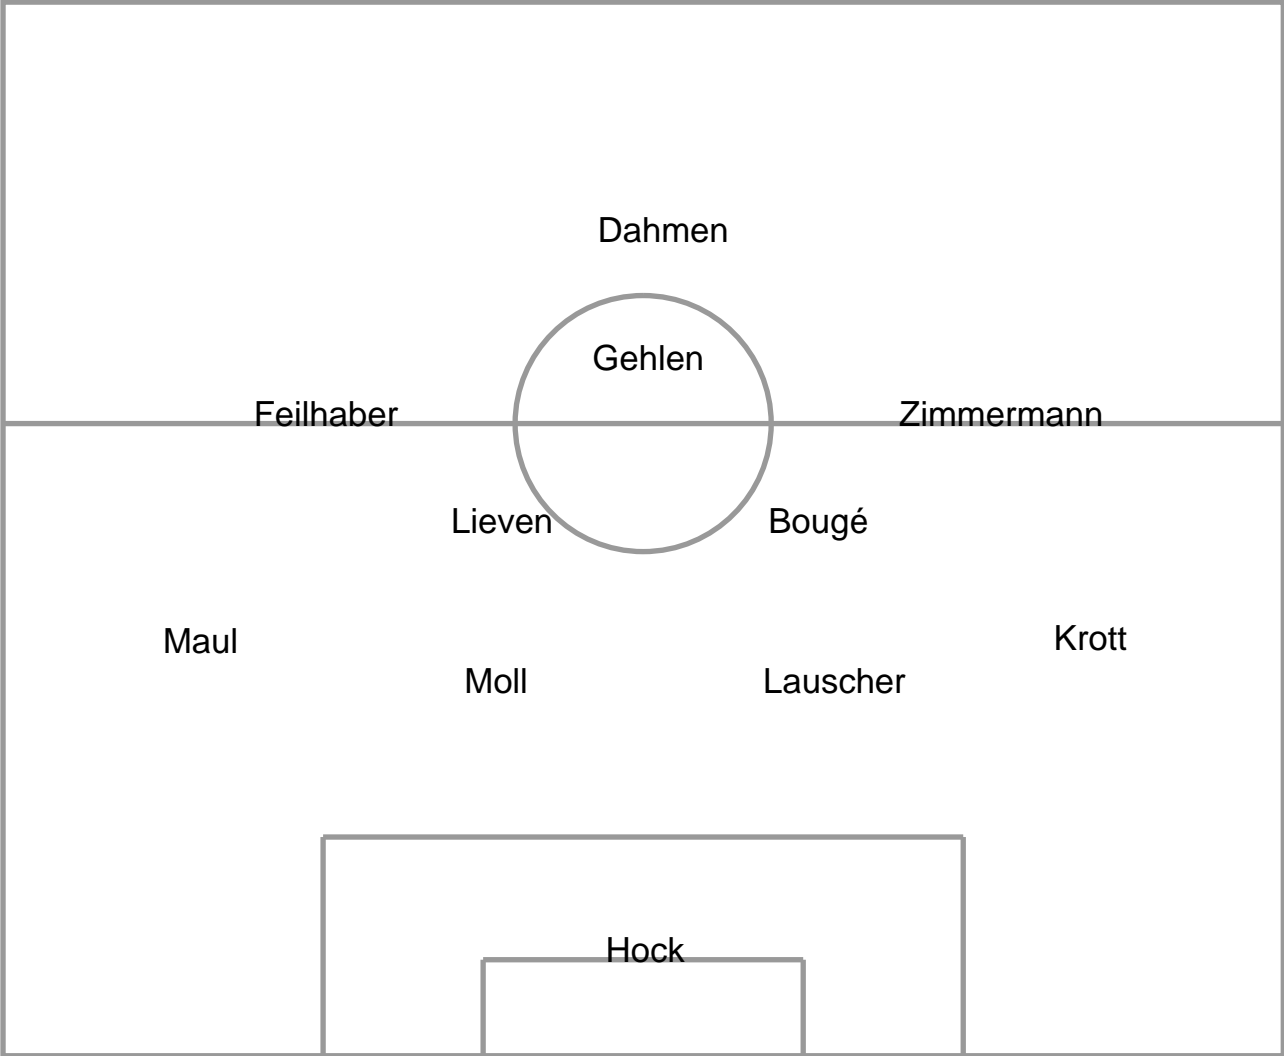 Dahmen
Gehlen
Feilhaber
Zimmermann
Lieven
Bougé
Maul
Krott
Moll
Lauscher
Hock